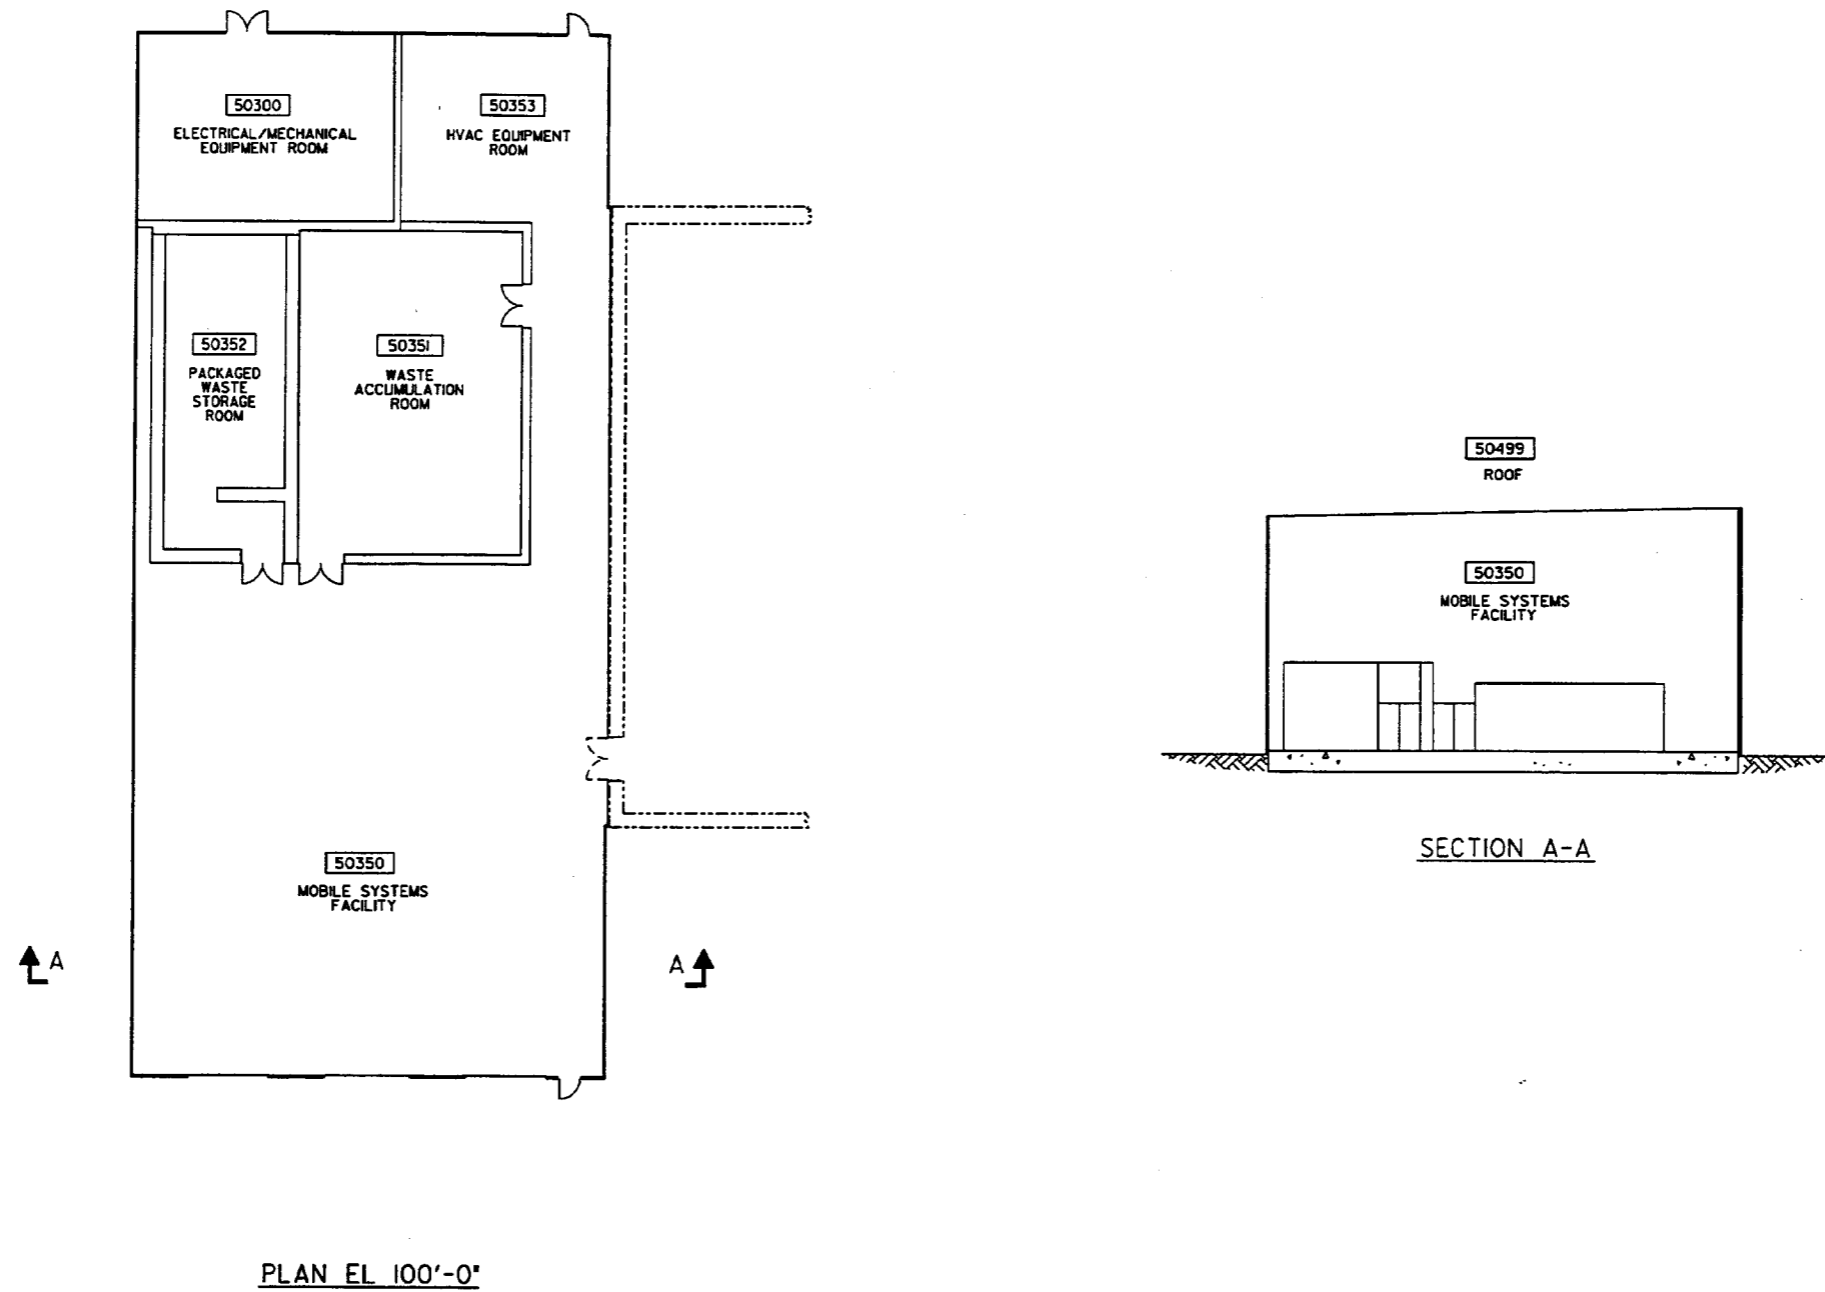 50300
ELECTRICAL/MECHANICAL
EQUIPMENT ROOM
50353
HVAC EQUIPMENT
ROOM
50352
PACKAGED
WASTE
STORAGE
ROOM
50351
WASTE
ACCUMULATION
ROOM
50350
MOBILE SYSTEMS
FACILITY
A
A
PLAN EL 100'-0"
50499
ROOF
50350
MOBILE SYSTEMS
FACILITY
SECTION A-A